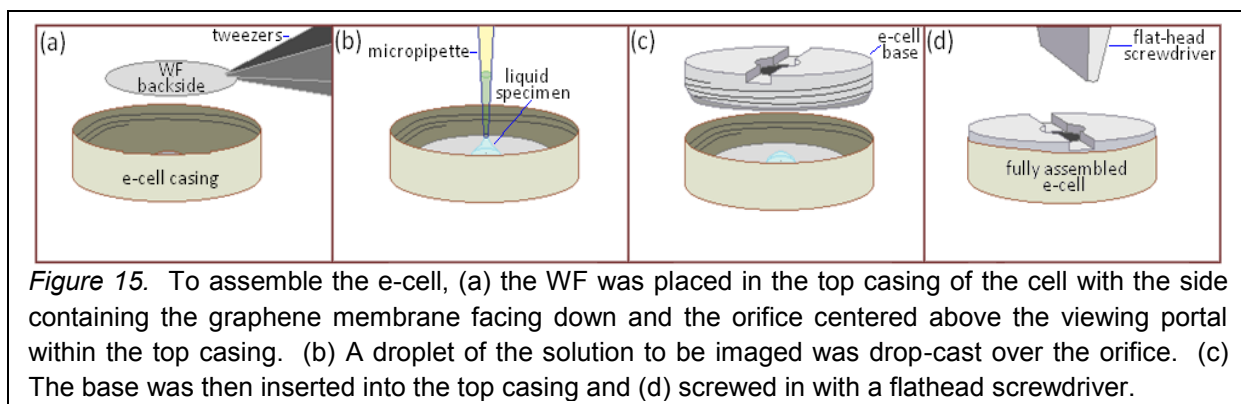 (a)
tweezers
WF
backside
e-cell casing
(b)
micropipette
liquid
specimen
(c)
e-cell
base
(d)
flat-head
screwdriver
fully assembled
e-cell
Figure 15. To assemble the e-cell, (a) the WF was placed in the top casing of the cell with the side
containing the graphene membrane facing down and the orifice centered above the viewing portal
within the top casing. (b) A droplet of the solution to be imaged was drop-cast over the orifice. (c)
The base was then inserted into the top casing and (d) screwed in with a flathead screwdriver.